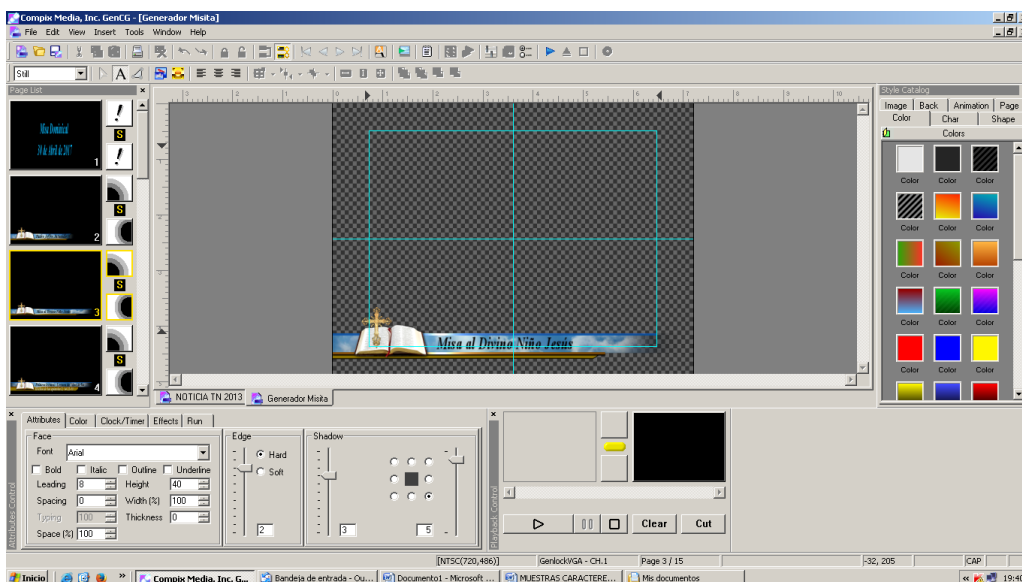 Compix Media, Inc. GenCG - [Generador Misita]
File Edit View Insert Tools Window Help
Still
Page List
Misa Dominical
30 de Abril de 2017
1
S
2
S
3
S
4
S
Misa al Divino Niño Jesús
NOTICIA TN 2013
Generador Misita
Style Catalog
Image Back Animation Page
Color Char Shape
Colors
Color Color Color
Color Color Color
Color Color Color
Color Color Color
Color Color Color
Attributes Color Clock/Timer Effects Run
Face
Font Arial
Bold Italic Outline Underline
Leading 8 Height 40
Spacing 0 Width (%) 100
Typing 100 Thickness 0
Space (%) 100
Edge
Hard
Soft
2
Shadow
3
5
Attributes Control
Playback Control
Clear
Cut
[NTSC(720,486)]
GenlockVGA - CH.1
Page 3 / 15
-32, 205
CAP
Inicio
Compix Media, Inc. G...
Bandeja de entrada - Ou...
Documento1 - Microsoft ...
MUESTRAS CARACTERE...
Mis documentos